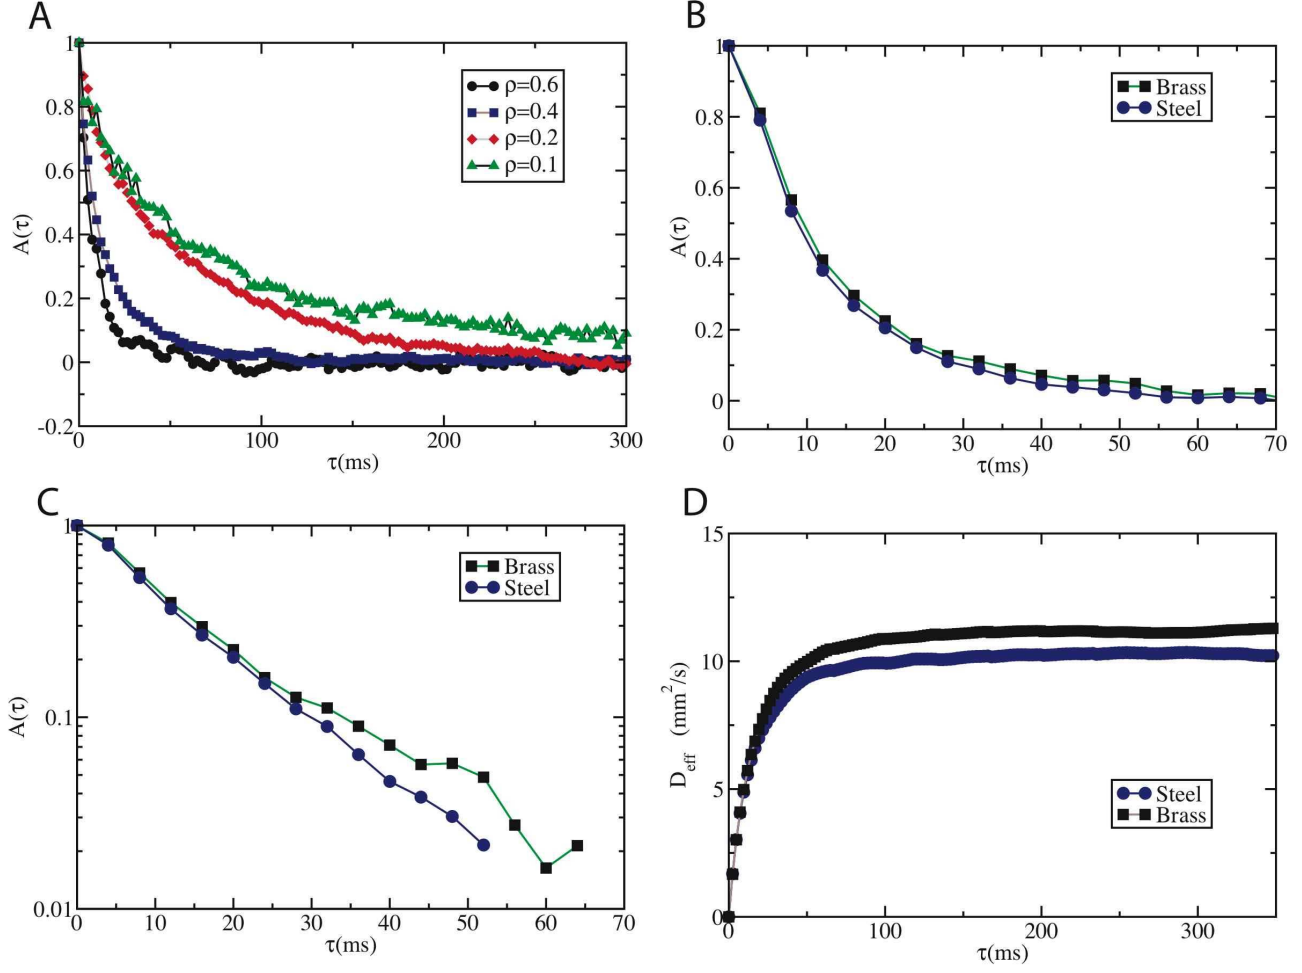 A
1
0.8
0.6
0.4
0.2
0
-0.2
A(τ)
ρ=0.6
ρ=0.4
ρ=0.2
ρ=0.1
0 100 200 300
τ(ms)
B
1
0.8
0.6
0.4
0.2
0
A(τ)
Brass
Steel
0 10 20 30 40 50 60 70
τ(ms)
C
1
0.1
0.01
A(τ)
Brass
Steel
0 10 20 30 40 50 60 70
τ(ms)
D
15
10
5
0
D_eff (mm²/s)
Steel
Brass
0 100 200 300
τ(ms)